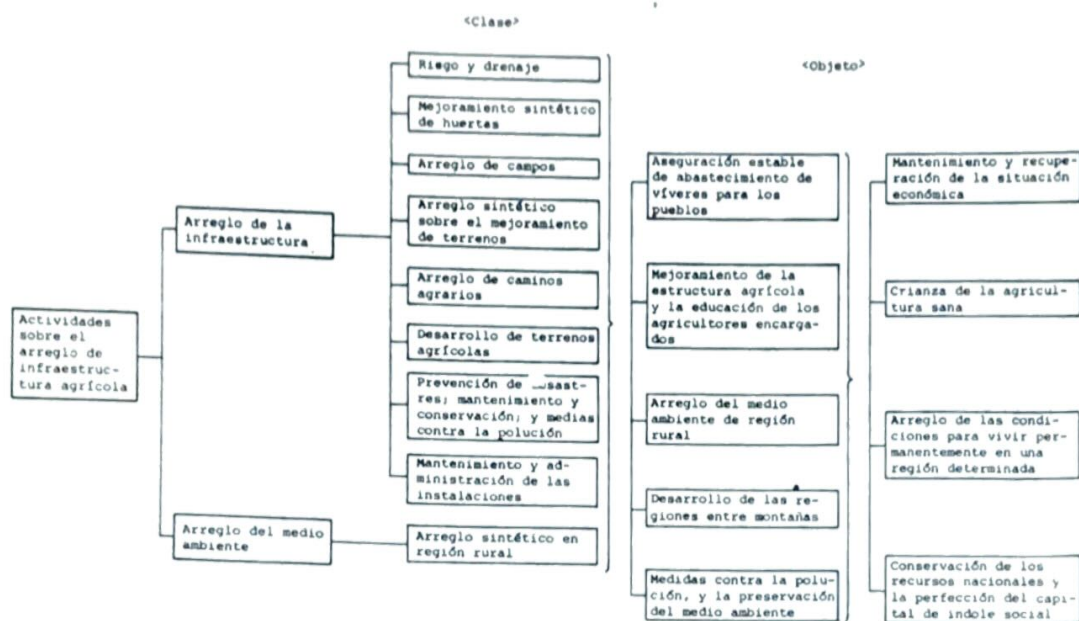 <Clase>
<Objeto>
Actividades
sobre el
arreglo de
infraestruc-
tura agrícola
Arreglo de la
infraestructura
Arreglo del medio
ambiente
Riego y drenaje
Mejoramiento sintético
de huertas
Arreglo de campos
Arreglo sintético
sobre el mejoramiento
de terrenos
Arreglo de caminos
agrarios
Desarrollo de terrenos
agrícolas
Prevención de
res; mantenimiento y
conservación; y medias
contra la polución
Mantenimiento y ad-
ministración de las
instalaciones
Arreglo sintético en
región rural
Aseguración estable
de abastecimiento de
víveres para los
pueblos
Mejoramiento de la
estructura agrícola
y la educación de los
agricultores encarga-
dos
Arreglo del medio
ambiente de región
rural
Desarrollo de las re-
giones entre montañas
Medidas contra la polu-
ción, y la preservación
del medio ambiente
Mantenimiento y recupe-
ración de la situación
económica
Crianza de la agricul-
tura sana
Arreglo de las condi-
ciones para vivir per-
manentemente en una
región determinada
Conservación de los
recursos nacionales y
la perfección del capi-
tal de indole social